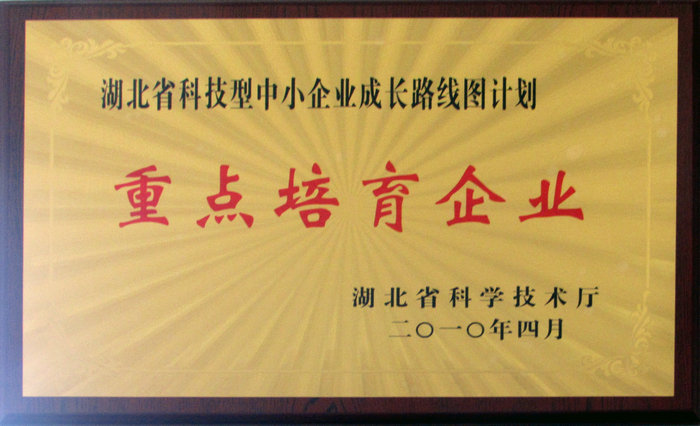 湖北省科技型中小企业成长路线图计划
重点培育企业
湖北省科学技术厅
二〇一〇年四月